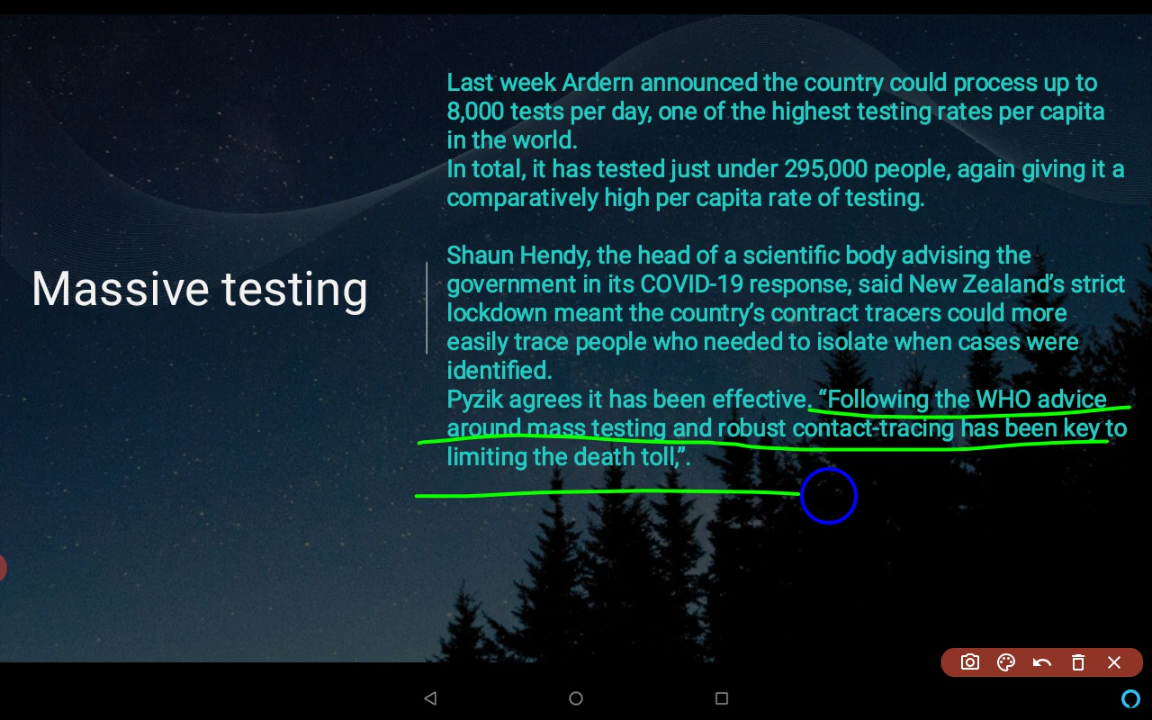 Massive testing
Last week Ardern announced the country could process up to
8,000 tests per day, one of the highest testing rates per capita
in the world.
In total, it has tested just under 295,000 people, again giving it a
comparatively high per capita rate of testing.
Shaun Hendy, the head of a scientific body advising the
government in its COVID-19 response, said New Zealand’s strict
lockdown meant the country’s contract tracers could more
easily trace people who needed to isolate when cases were
identified.
Pyzik agrees it has been effective. “Following the WHO advice
around mass testing and robust contact-tracing has been key to
limiting the death toll,”.